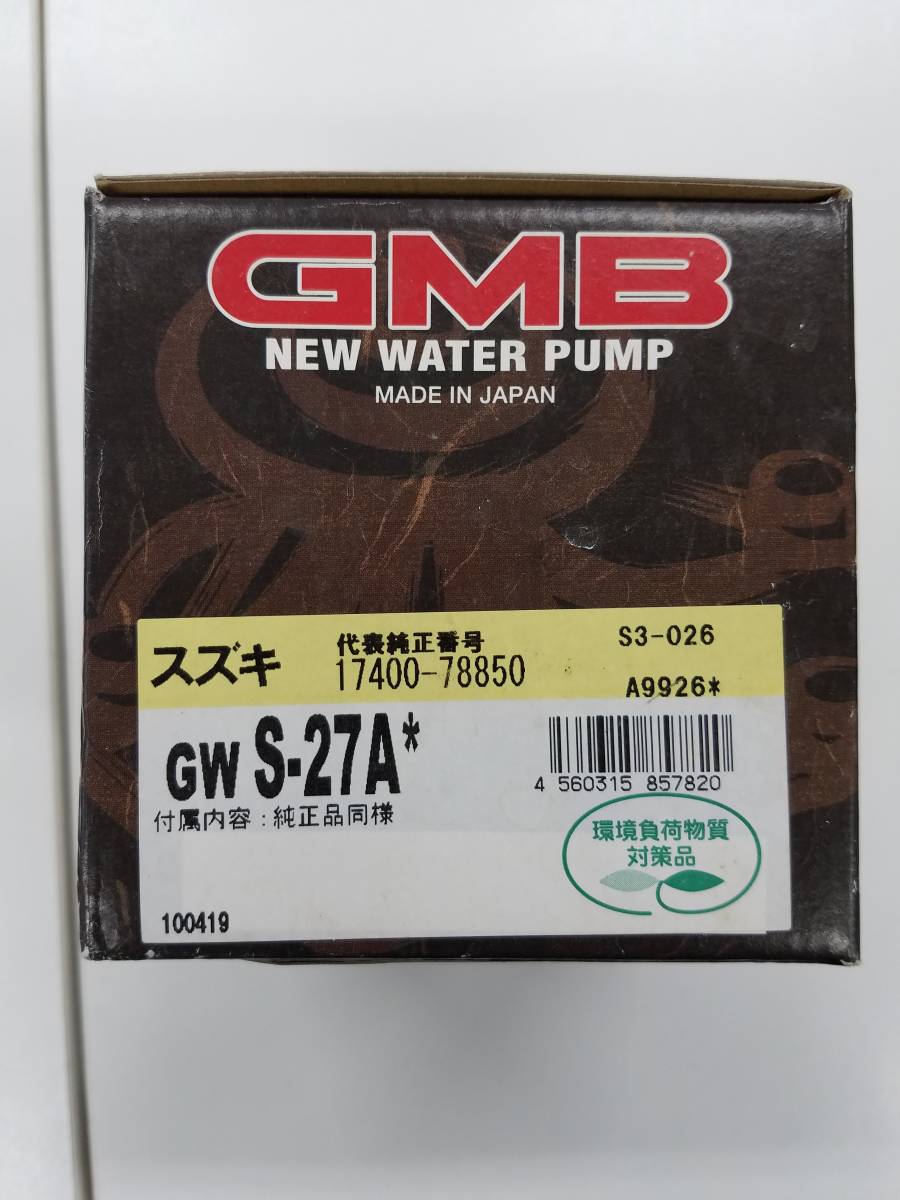 GMB
NEW WATER PUMP
MADE IN JAPAN
スズキ
代表純正番号
17400-78850
S3-026
A9926*
GW S-27A*
付属内容:純正品同様
4 560315 857820
環境負荷物質
対策品
100419